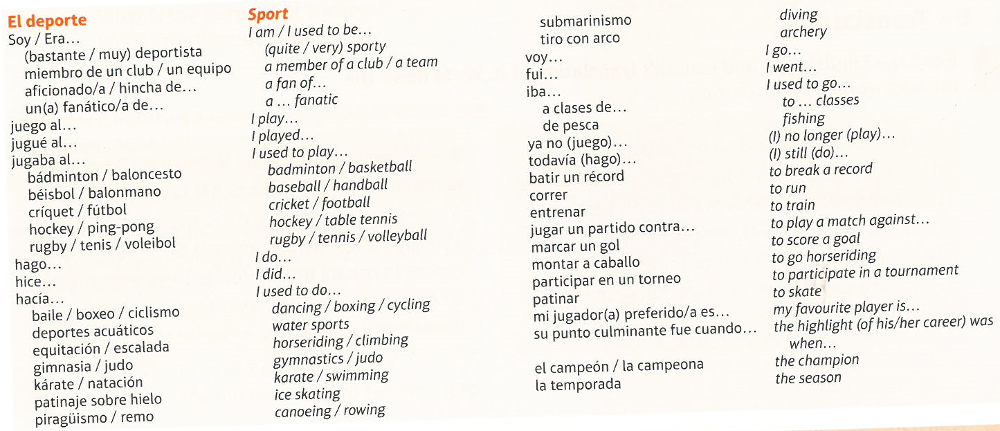 El deporte
Soy / Era…
(bastante / muy) deportista
miembro de un club / un equipo
aficionado/a / hincha de…
un(a) fanático/a de…
juego al…
jugué al…
jugaba al…
bádminton / baloncesto
béisbol / balonmano
críquet / fútbol
hockey / ping-pong
rugby / tenis / voleibol
hago…
hice…
hacía…
baile / boxeo / ciclismo
deportes acuáticos
equitación / escalada
gimnasia / judo
kárate / natación
patinaje sobre hielo
piragüismo / remo
Sport
I am / I used to be…
(quite / very) sporty
a member of a club / a team
a fan of…
a … fanatic
I play…
I played…
I used to play…
badminton / basketball
baseball / handball
cricket / football
hockey / table tennis
rugby / tennis / volleyball
I do…
I did…
I used to do…
dancing / boxing / cycling
water sports
horseriding / climbing
gymnastics / judo
karate / swimming
ice skating
canoeing / rowing
submarinismo
tiro con arco
voy…
fui…
iba…
a clases de…
de pesca
ya no (juego)…
todavía (hago)…
batir un récord
correr
entrenar
jugar un partido contra…
marcar un gol
montar a caballo
participar en un torneo
patinar
mi jugador(a) preferido/a es…
su punto culminante fue cuando…
el campeón / la campeona
la temporada
diving
archery
I go…
I went…
I used to go…
to … classes
fishing
(I) no longer (play)…
(I) still (do)…
to break a record
to run
to train
to play a match against…
to score a goal
to go horseriding
to participate in a tournament
to skate
my favourite player is…
the highlight (of his/her career) was
when…
the champion
the season